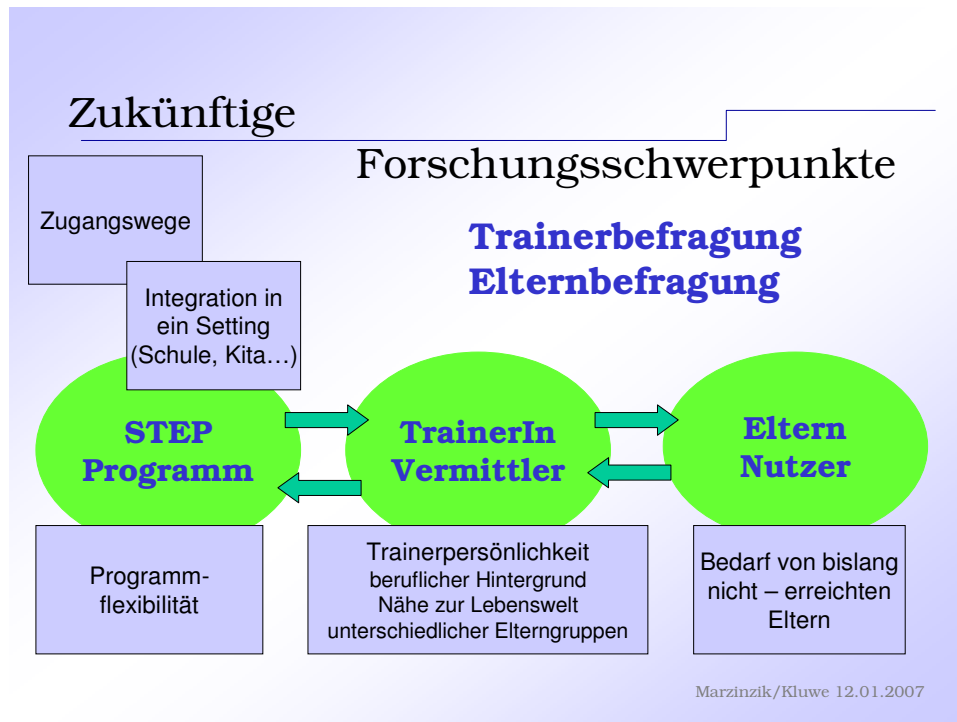 Zukünftige
Forschungsschwerpunkte
Zugangswege
Trainerbefragung
Elternbefragung
Integration in
ein Setting
(Schule, Kita…)
STEP
Programm
TrainerIn
Vermittler
Eltern
Nutzer
Programm-
flexibilität
Trainerpersönlichkeit
beruflicher Hintergrund
Nähe zur Lebenswelt
unterschiedlicher Elterngruppen
Bedarf von bislang
nicht – erreichten
Eltern
Marzinzik/Kluwe 12.01.2007